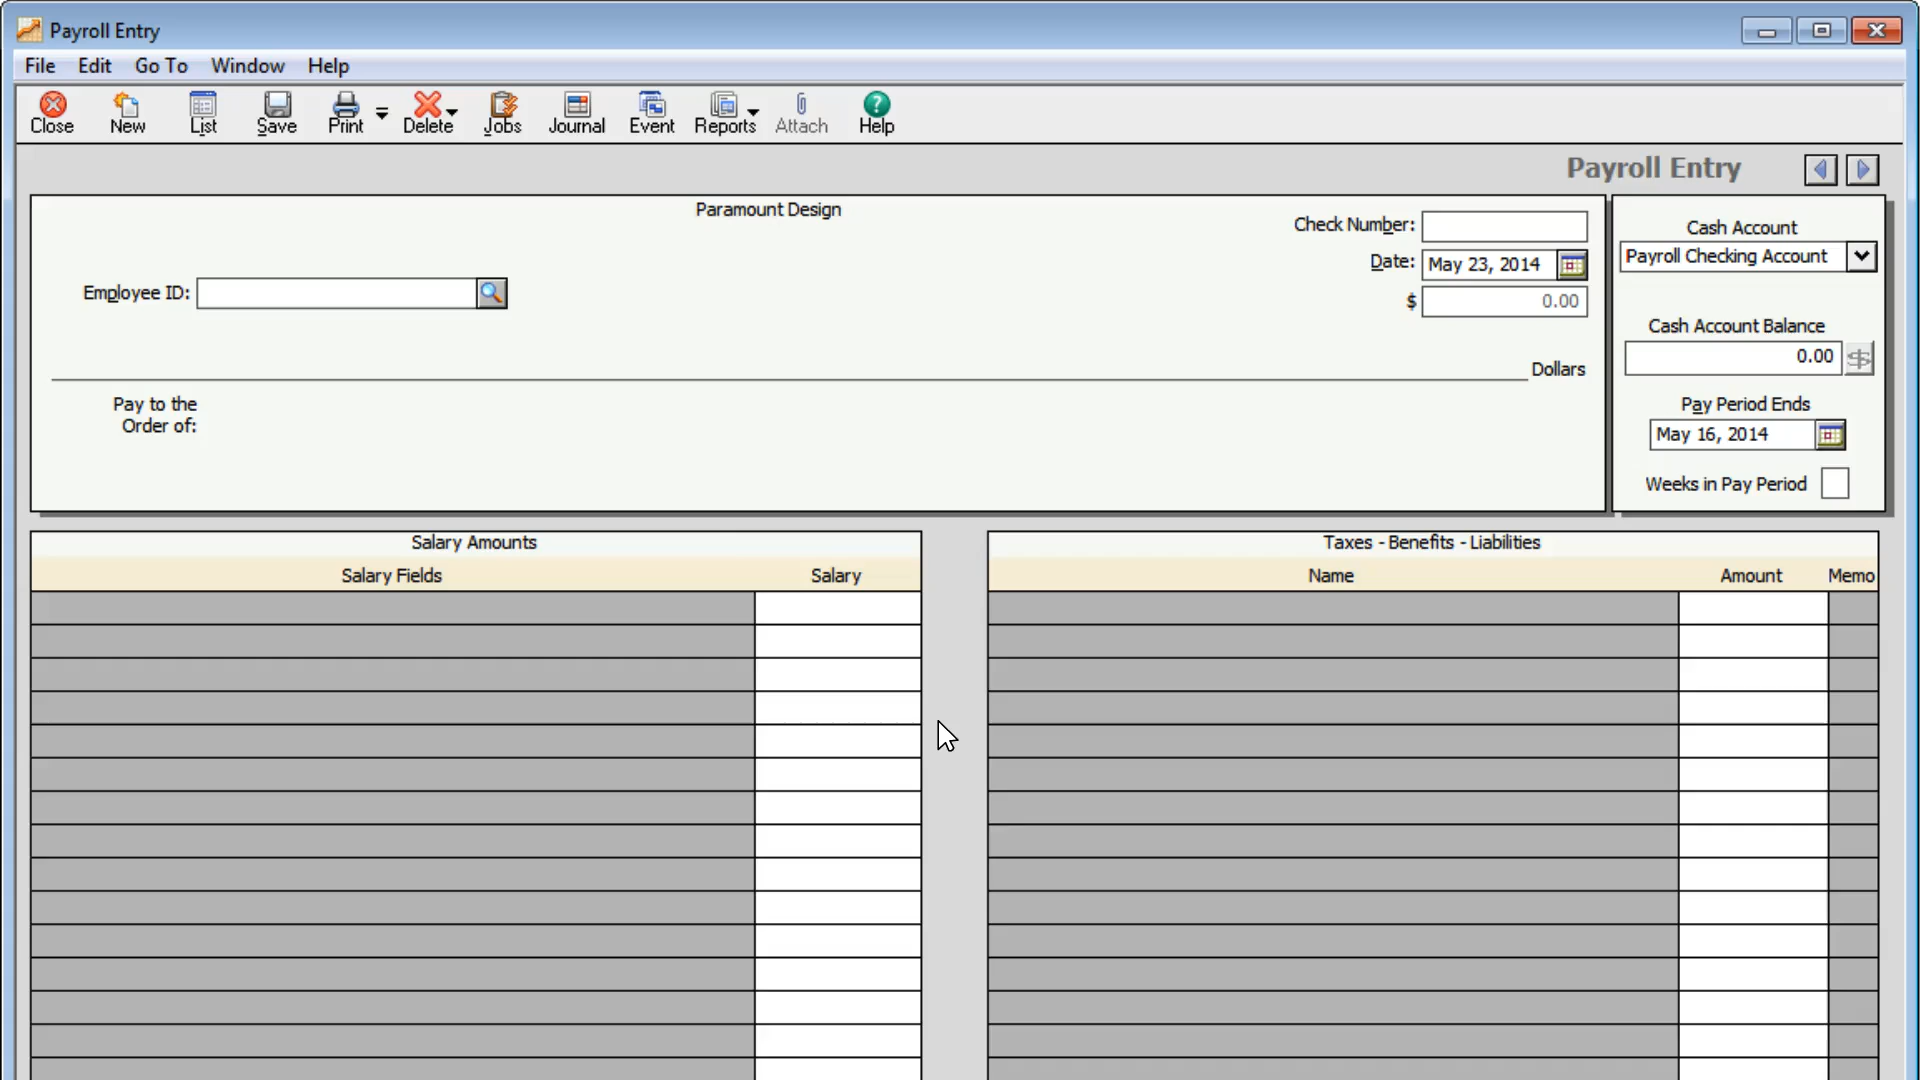 Payroll Entry
File Edit Go To Window Help
Close New List Save Print Delete Jobs Journal Event Reports Attach Help
Payroll Entry
Paramount Design
Check Number:
Date: May 23, 2014
Employee ID:
$ 0.00
Dollars
Pay to the
Order of:
Cash Account
Payroll Checking Account
Cash Account Balance
0.00
Pay Period Ends
May 16, 2014
Weeks in Pay Period
Salary Amounts
Salary Fields Salary
Taxes - Benefits - Liabilities
Name Amount Memo